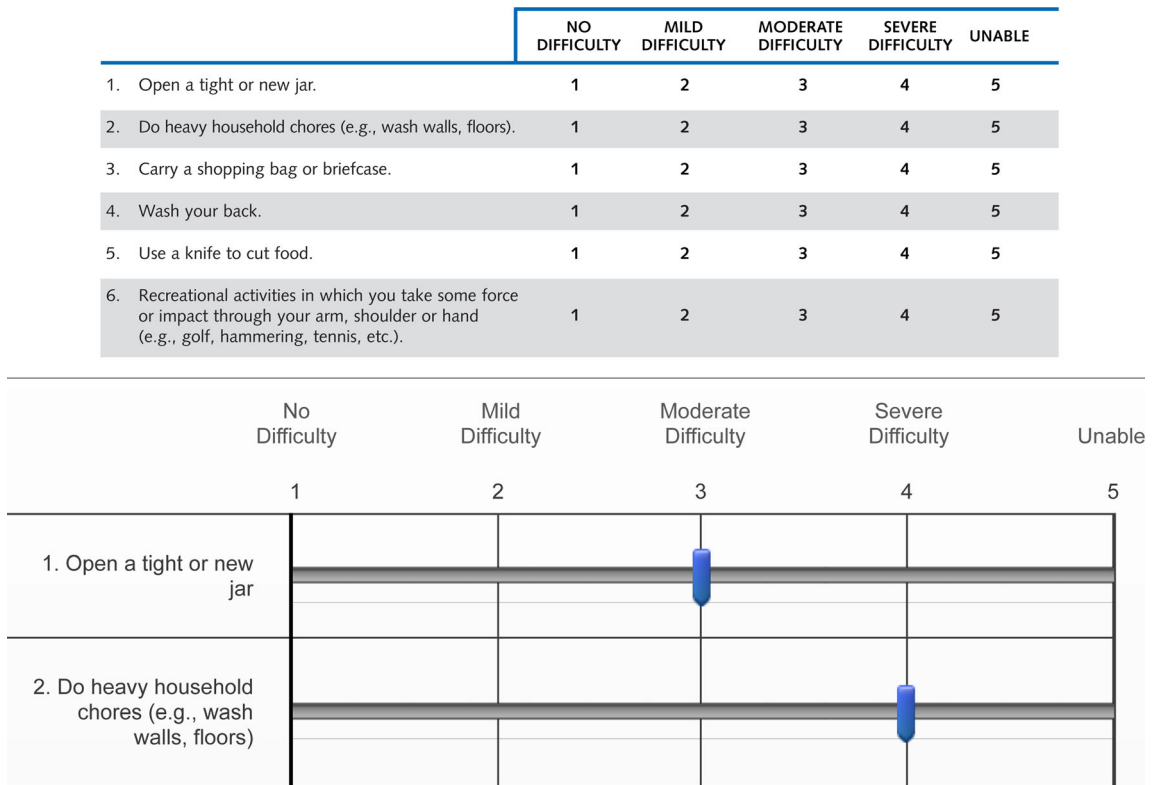 NO DIFFICULTY MILD DIFFICULTY MODERATE DIFFICULTY SEVERE DIFFICULTY UNABLE
1. Open a tight or new jar. 1 2 3 4 5
2. Do heavy household chores (e.g., wash walls, floors). 1 2 3 4 5
3. Carry a shopping bag or briefcase. 1 2 3 4 5
4. Wash your back. 1 2 3 4 5
5. Use a knife to cut food. 1 2 3 4 5
6. Recreational activities in which you take some force
or impact through your arm, shoulder or hand 1 2 3 4 5
(e.g., golf, hammering, tennis, etc.).
No Mild Moderate Severe
Difficulty Difficulty Difficulty Difficulty Unable
1 2 3 4 5
1. Open a tight or new
jar
2. Do heavy household
chores (e.g., wash
walls, floors)